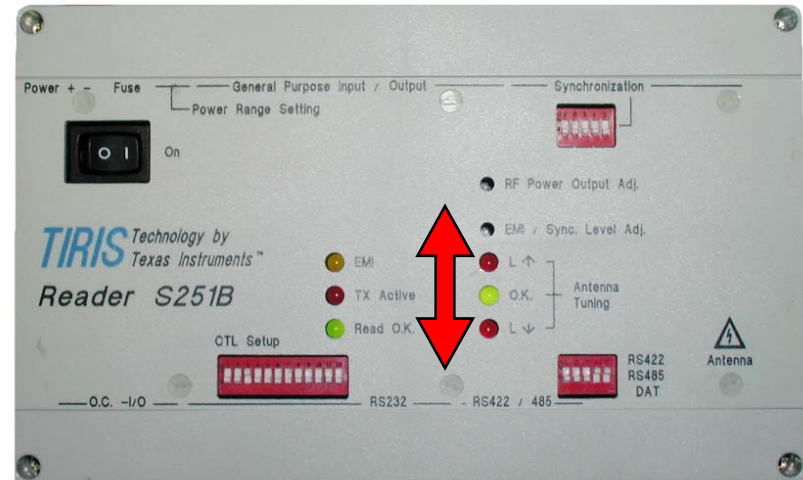 Power + - Fuse General Purpose Input / Output Synchronization
Power Range Setting
O I On
RF Power Output Adj.
EMI / Sync. Level Adj.
TIRIS Technology by
Texas Instruments™
Reader S251B
EMI
TX Active
Read O.K.
L ↑
O.K.
L ↓
Antenna
Tuning
CTL Setup
RS422
RS485
DAT
Antenna
O.C. -I/O RS232 - RS422 / 485